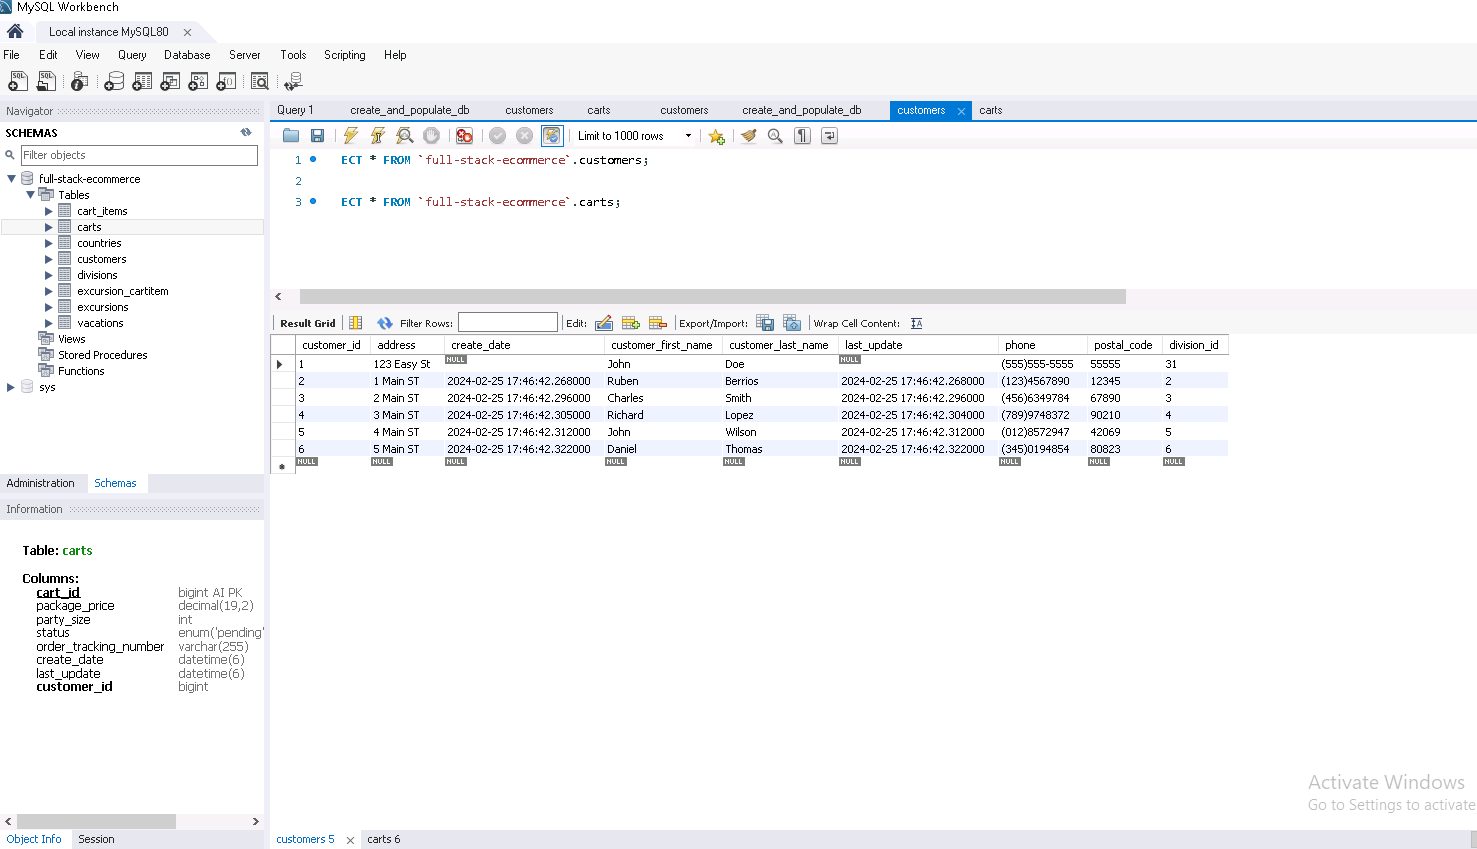 MySQL Workbench
Local instance MySQL80
File Edit View Query Database Server Tools Scripting Help
Navigator
SCHEMAS
Filter objects
full-stack-ecommerce
Tables
cart_items
carts
countries
customers
divisions
excursion_cartitem
excursions
vacations
Views
Stored Procedures
Functions
sys
Administration Schemas
Information
Table: carts
Columns:
cart_id bigint AI PK
package_price decimal(19,2)
party_size int
status enum('pending'
order_tracking_number varchar(255)
create_date datetime(6)
last_update datetime(6)
customer_id bigint
Object Info Session
Query 1 create_and_populate_db customers carts customers create_and_populate_db customers carts
Limit to 1000 rows
1 ECT * FROM `full-stack-ecommerce`.customers;
2
3 ECT * FROM `full-stack-ecommerce`.carts;
Result Grid Filter Rows: Edit: Export/Import: Wrap Cell Content:
customer_id address create_date customer_first_name customer_last_name last_update phone postal_code division_id
1 123 Easy St NULL John Doe NULL (555)555-5555 55555 31
2 1 Main ST 2024-02-25 17:46:42.268000 Ruben Berrios 2024-02-25 17:46:42.268000 (123)4567890 12345 2
3 2 Main ST 2024-02-25 17:46:42.296000 Charles Smith 2024-02-25 17:46:42.296000 (456)6349784 67890 3
4 3 Main ST 2024-02-25 17:46:42.305000 Richard Lopez 2024-02-25 17:46:42.304000 (789)9748372 90210 4
5 4 Main ST 2024-02-25 17:46:42.312000 John Wilson 2024-02-25 17:46:42.312000 (012)8572947 42069 5
6 5 Main ST 2024-02-25 17:46:42.322000 Daniel Thomas 2024-02-25 17:46:42.322000 (345)0194854 80823 6
NULL NULL NULL NULL NULL NULL NULL NULL NULL
Activate Windows
Go to Settings to activate
customers 5 carts 6